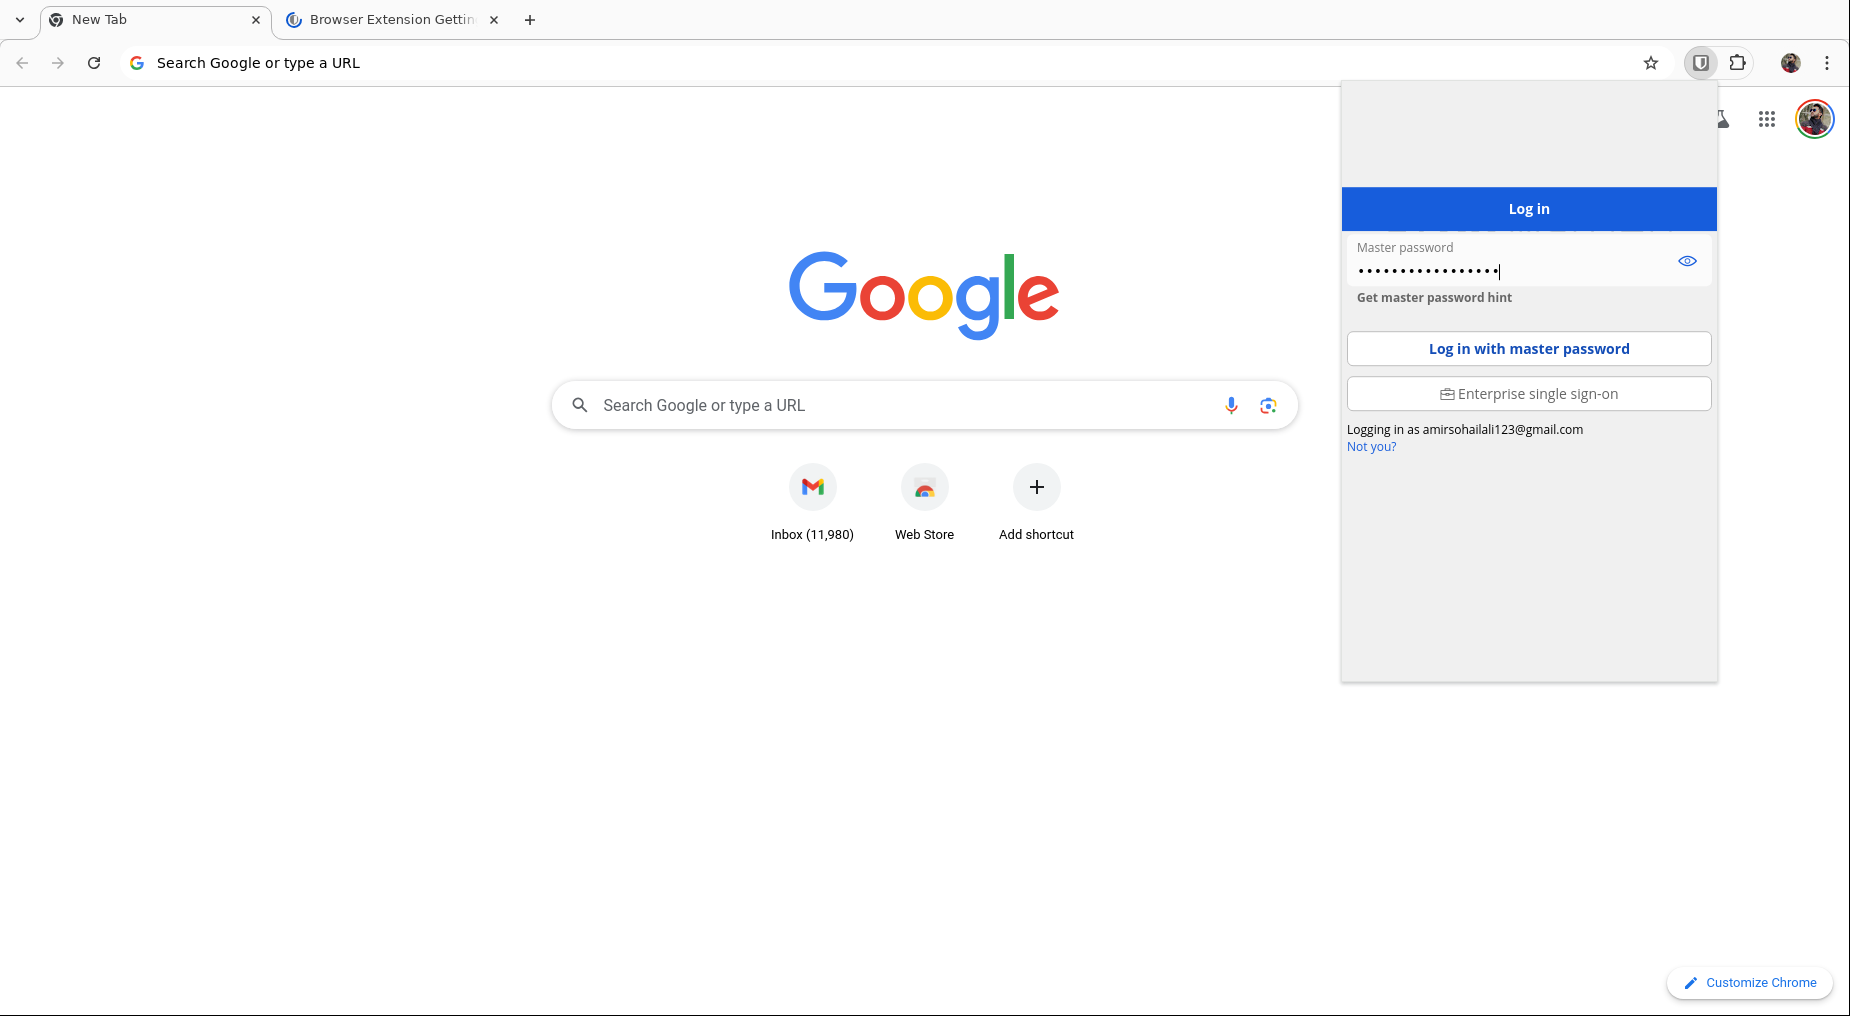 New Tab
Browser Extension Gettin
Search Google or type a URL
Log in
Master password
•••••••••••••••••
Get master password hint
Log in with master password
Enterprise single sign-on
Logging in as amirsohailali123@gmail.com
Not you?
Google
Search Google or type a URL
Inbox (11,980)
Web Store
Add shortcut
Customize Chrome